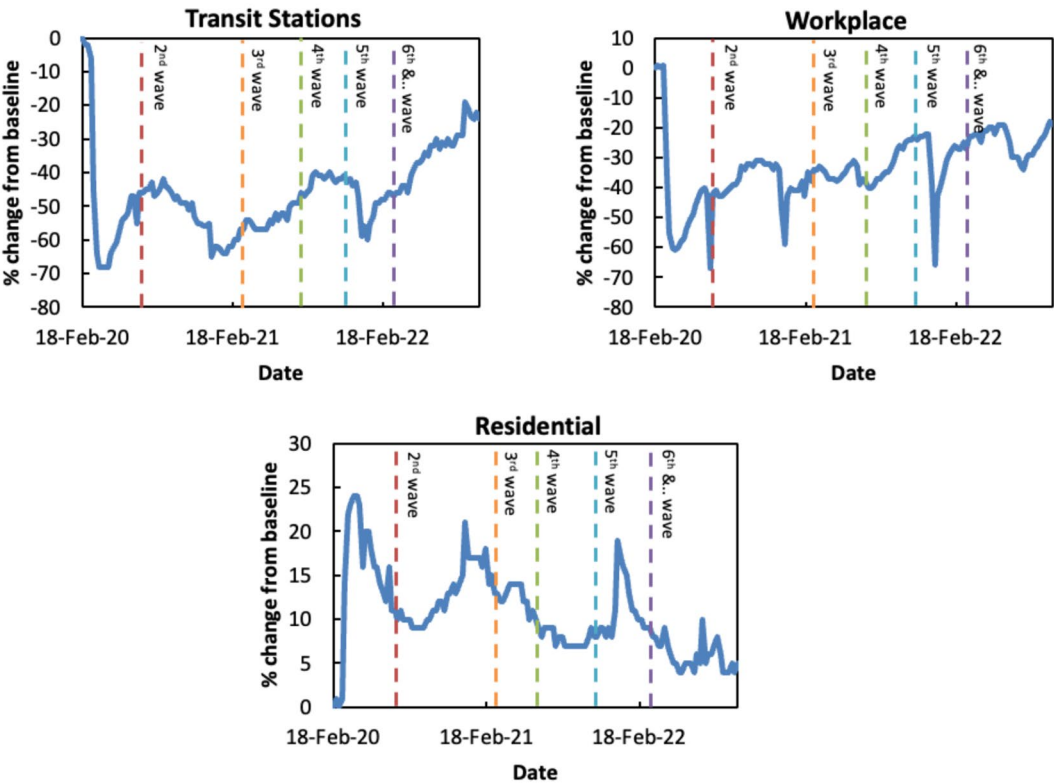 Transit Stations
% change from baseline
0
-10
-20
-30
-40
-50
-60
-70
-80
2nd wave
3rd wave
4th wave
5th wave
6th &.. wave
18-Feb-20
18-Feb-21
18-Feb-22
Date
Workplace
% change from baseline
10
0
-10
-20
-30
-40
-50
-60
-70
-80
2nd wave
3rd wave
4th wave
5th wave
6th &.. wave
18-Feb-20
18-Feb-21
18-Feb-22
Date
Residential
% change from baseline
30
25
20
15
10
5
0
2nd wave
3rd wave
4th wave
5th wave
6th &.. wave
18-Feb-20
18-Feb-21
18-Feb-22
Date